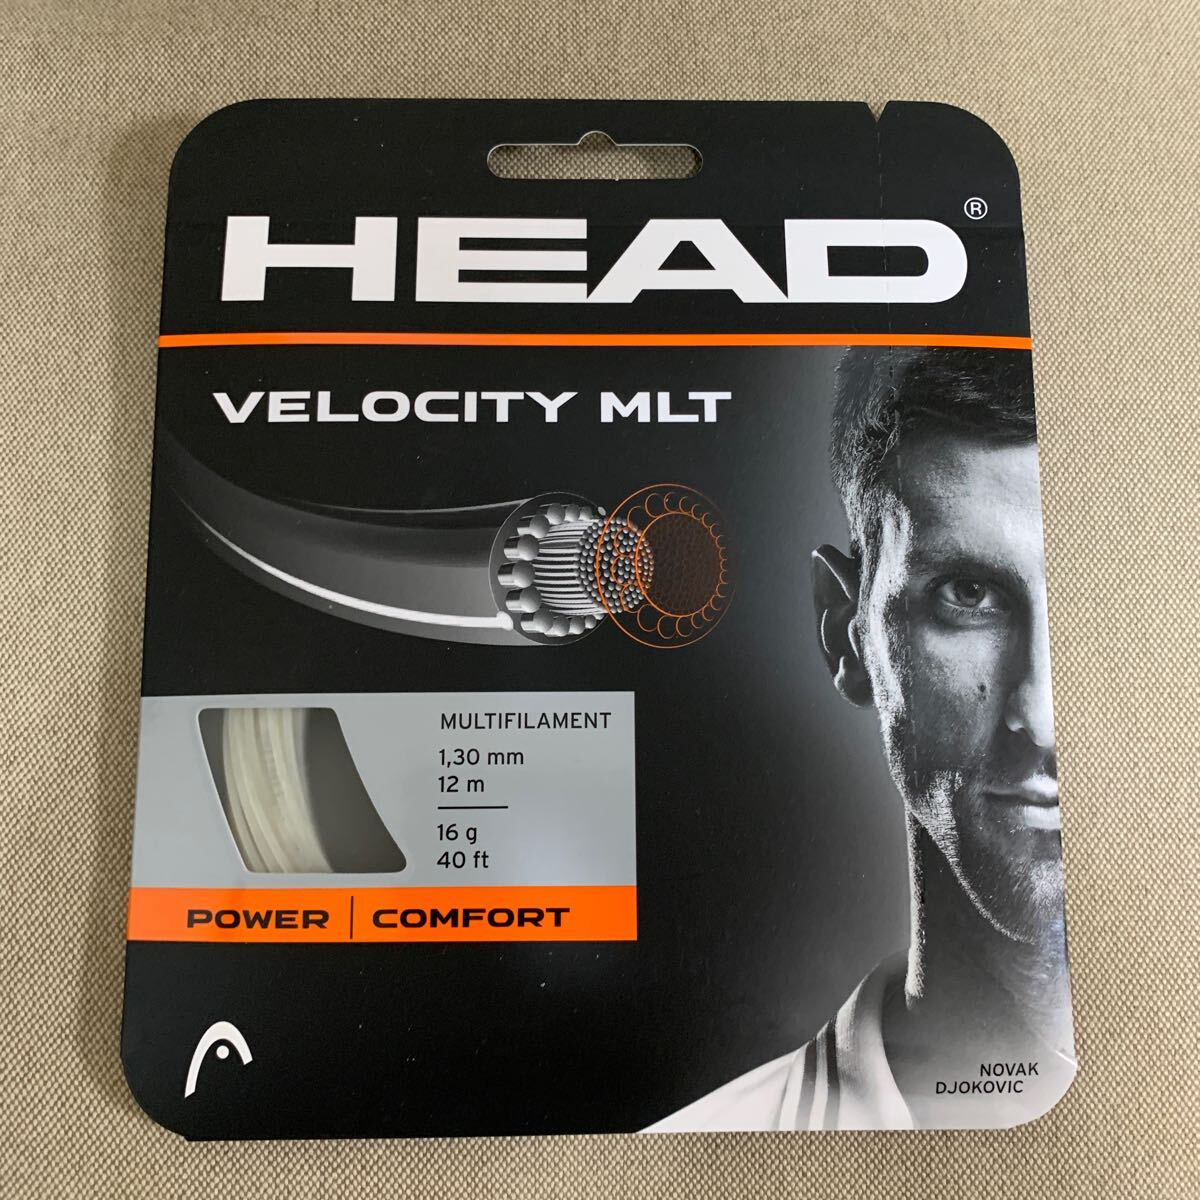 HEAD®
VELOCITY MLT
MULTIFILAMENT
1,30 mm
12 m
16 g
40 ft
POWER | COMFORT
NOVAK
DJOKOVIC